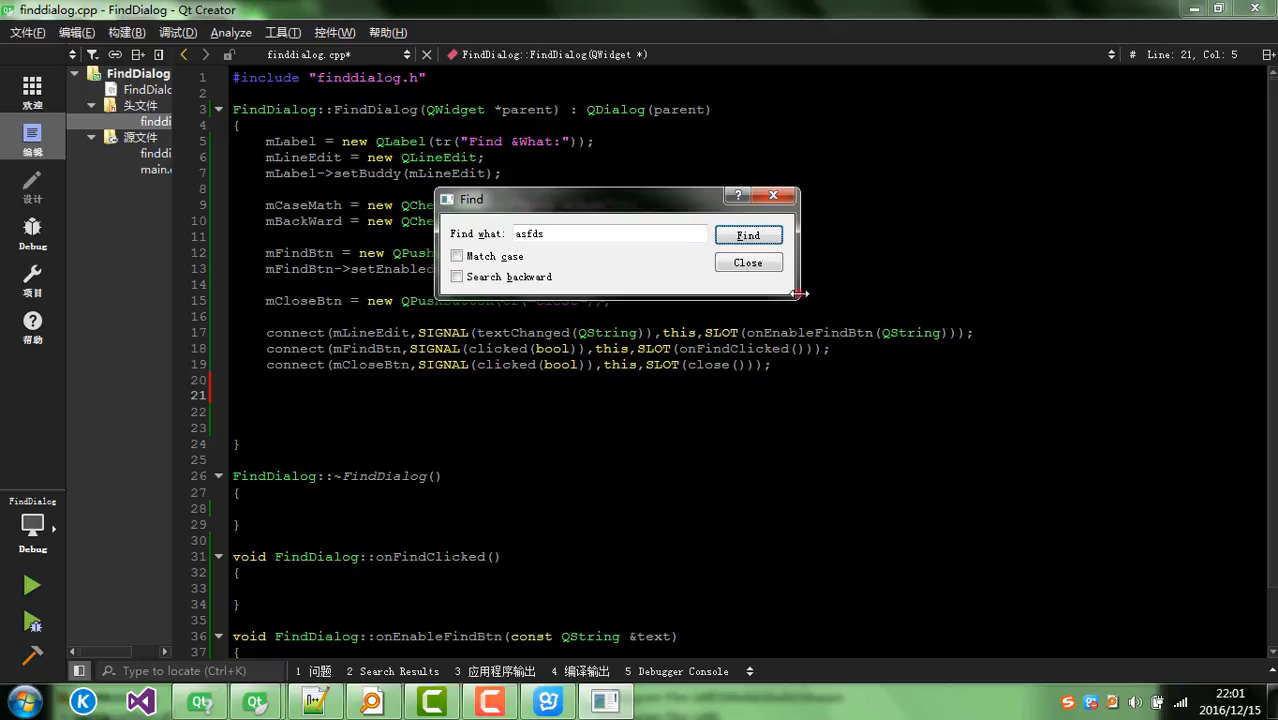 finddialog.cpp - FindDialog - Qt Creator
文件(F) 编辑(E) 构建(B) 调试(D) Analyze 工具(T) 控件(W) 帮助(H)
finddialog.cpp* FindDialog::FindDialog(QWidget *) # Line: 21, Col: 5
欢迎
编辑
设计
Debug
项目
帮助
FindDialog
Debug
FindDialog
FindDialo
头文件
finddi
源文件
finddi
main.c
1 #include "finddialog.h"
2
3 FindDialog::FindDialog(QWidget *parent) : QDialog(parent)
4 {
5 mLabel = new QLabel(tr("Find &What:"));
6 mLineEdit = new QLineEdit;
7 mLabel->setBuddy(mLineEdit);
8
9 mCaseMath = new QChe
10 mBackWard = new QChe
11
12 mFindBtn = new QPus
13 mFindBtn->setEnabled
14
15 mCloseBtn = new QPushButton(tr("Close"));
16
17 connect(mLineEdit,SIGNAL(textChanged(QString)),this,SLOT(onEnableFindBtn(QString)));
18 connect(mFindBtn,SIGNAL(clicked(bool)),this,SLOT(onFindClicked()));
19 connect(mCloseBtn,SIGNAL(clicked(bool)),this,SLOT(close()));
20
21
22
23
24 }
25
26 FindDialog::~FindDialog()
27 {
28
29 }
30
31 void FindDialog::onFindClicked()
32 {
33
34 }
35
36 void FindDialog::onEnableFindBtn(const QString &text)
37 {
Find
?
Find what: asfds Find
Match case Close
Search backward
Type to locate (Ctrl+K) 1 问题 2 Search Results 3 应用程序输出 4 编译输出 5 Debugger Console
22:01
2016/12/15